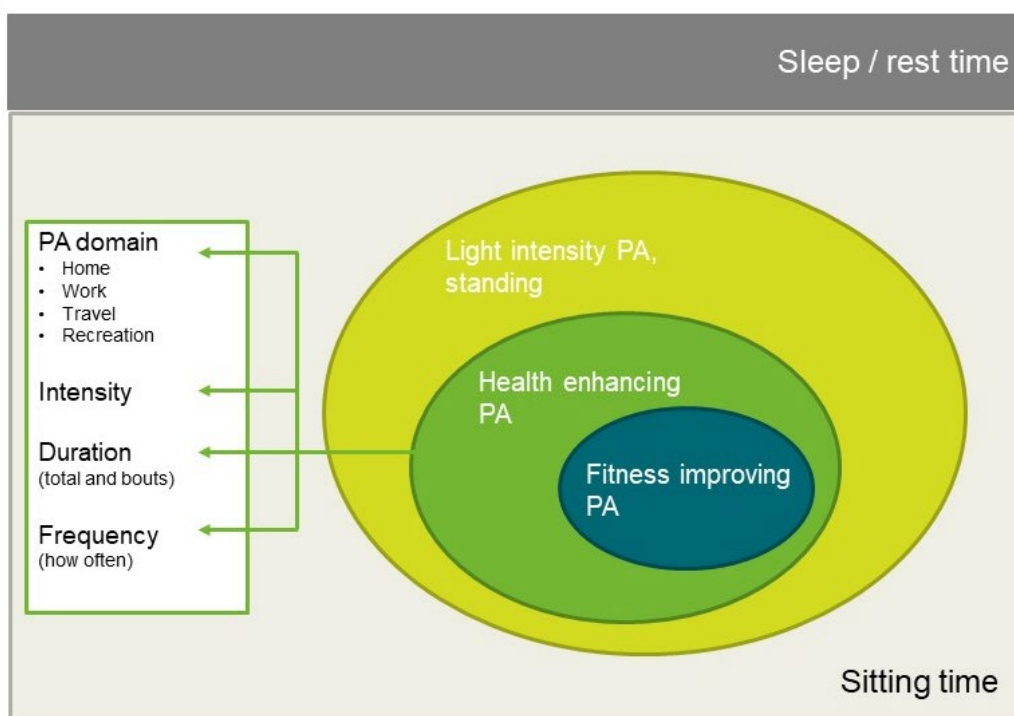 Sleep / rest time
PA domain
• Home
• Work
• Travel
• Recreation
Intensity
Duration
(total and bouts)
Frequency
(how often)
Light intensity PA,
standing
Health enhancing
PA
Fitness improving
PA
Sitting time